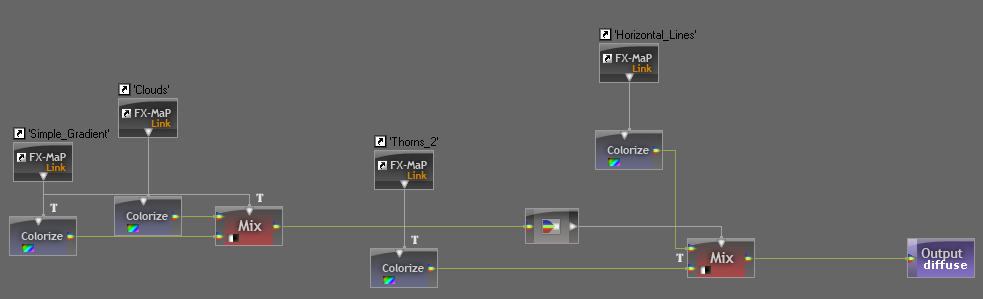 'Horizontal_Lines'
FX-MaP
Link
'Clouds'
FX-MaP
Link
'Simple_Gradient'
FX-MaP
Link
'Thorns_2'
FX-MaP
Link
Colorize
T
T
Colorize
Mix
Colorize
T
Colorize
T
Mix
Output
diffuse